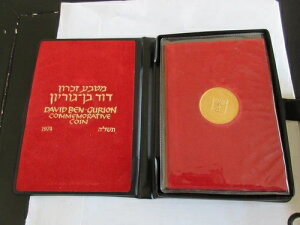 מטבע זכרון
דוד בן־גוריון
DAVID BEN-GURION
COMMEMORATIVE
COIN
1974 תשל"ה